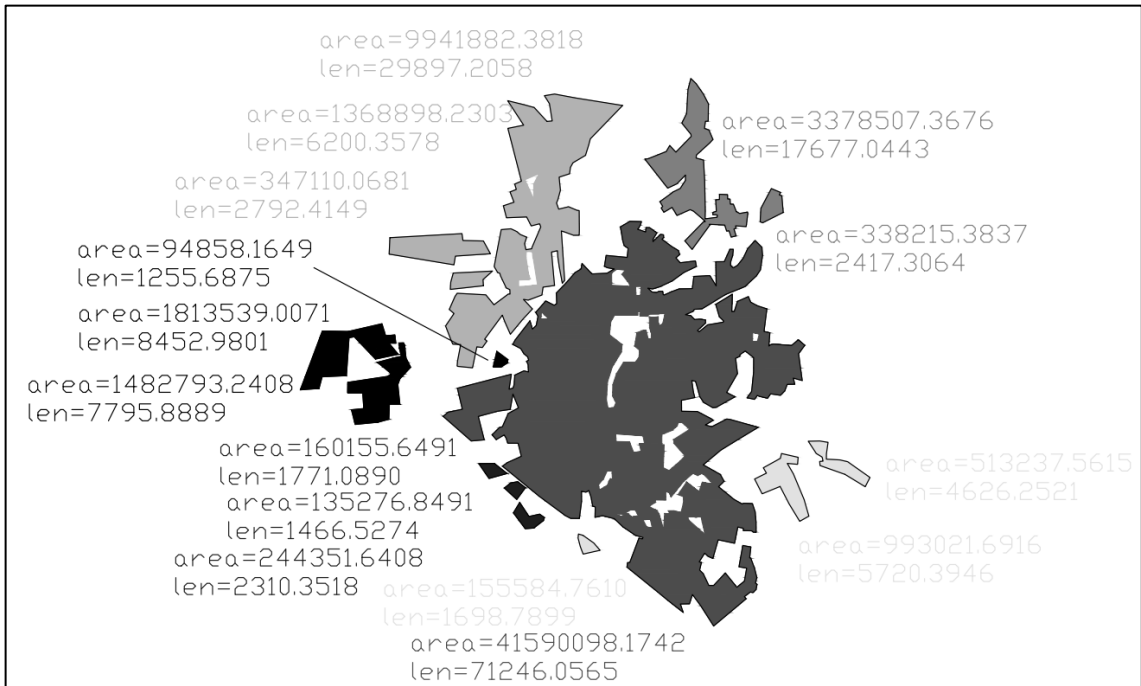 area=9941882.3818
len=29897.2058
area=1368898.2303
len=6200.3578
area=3378507.3676
len=17677.0443
area=347110.0681
len=2792.4149
area=94858.1649
len=1255.6875
area=338215.3837
len=2417.3064
area=1813539.0071
len=8452.9801
area=1482793.2408
len=7795.8889
area=160155.6491
len=1771.0890
area=513237.5615
len=4626.2521
area=135276.8491
len=1466.5274
area=244351.6408
len=2310.3518
area=993021.6916
len=5720.3946
area=155584.7610
len=1698.7899
area=41590098.1742
len=71246.0565